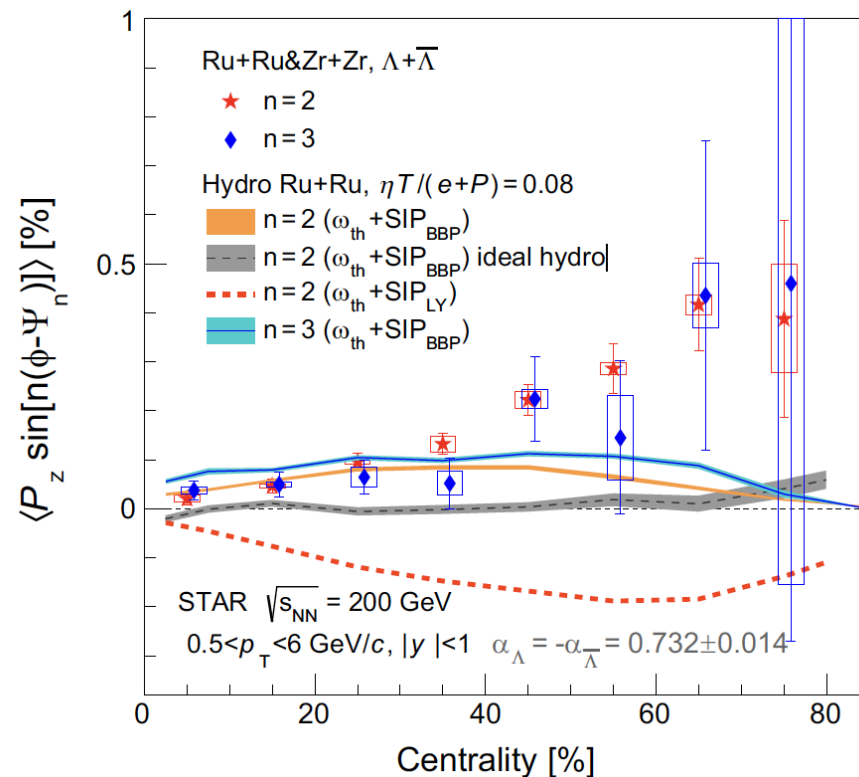 1
0.5
0
⟨P_z sin[n(ϕ-Ψ_n)]⟩ [%]
Ru+Ru&Zr+Zr, Λ+Λ̅
n = 2
n = 3
Hydro Ru+Ru, ηT/(e+P) = 0.08
n = 2 (ω_th +SIP_BBP)
n = 2 (ω_th +SIP_BBP) ideal hydro
n = 2 (ω_th +SIP_LY)
n = 3 (ω_th +SIP_BBP)
STAR √s_NN = 200 GeV
0.5<p_T<6 GeV/c, |y|<1 α_Λ = -α_Λ̅ = 0.732±0.014
0 20 40 60 80
Centrality [%]